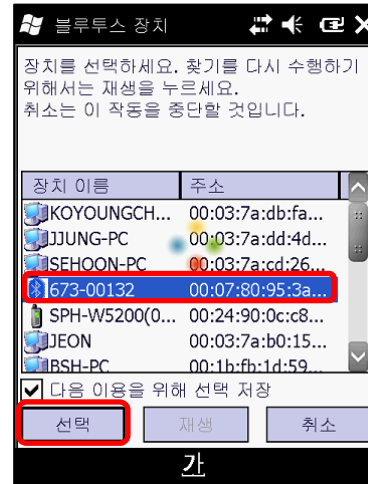 블루투스 장치
장치를 선택하세요. 찾기를 다시 수행하기
위해서는 재생을 누르세요.
취소는 이 작동을 중단할 것입니다.
장치 이름 주소
KOYOUNGCH... 00:03:7a:db:fa...
JJUNG-PC 00:03:7a:dd:4d...
SEHOON-PC 00:03:7a:cd:26...
673-00132 00:07:80:95:3a...
SPH-W5200(0... 00:24:90:0c:c8...
JEON 00:03:7a:b0:15...
BSH-PC 00:1b:fb:1d:59...
다음 이용을 위해 선택 저장
선택 재생 취소
가